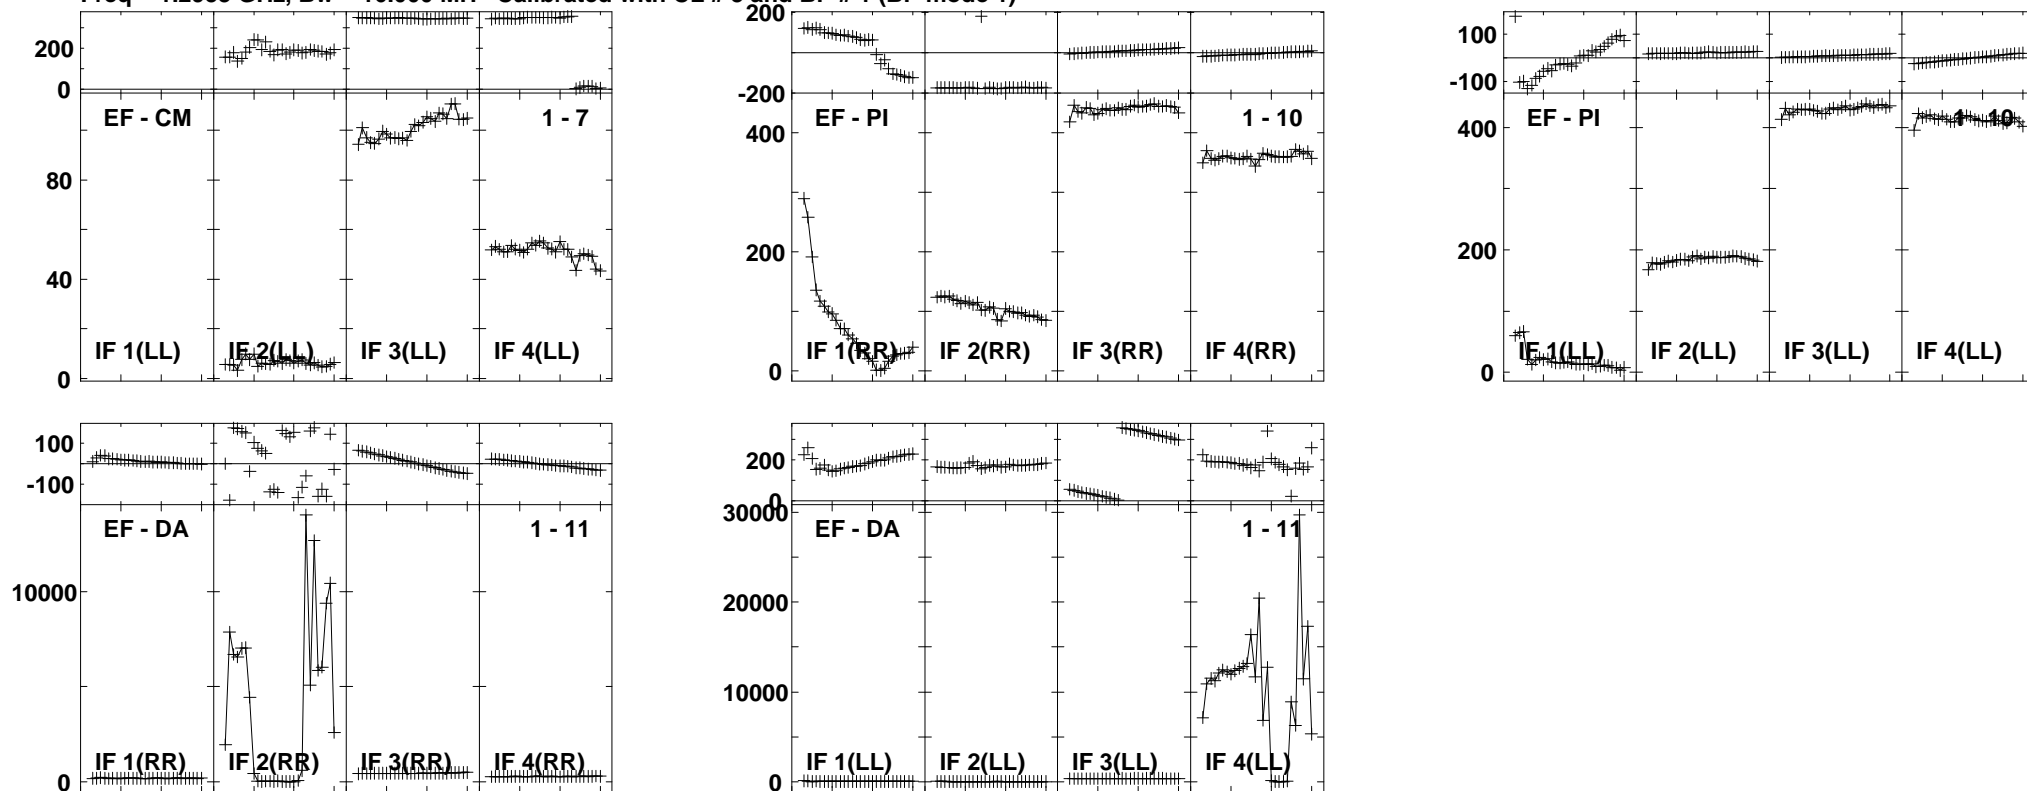 200
0
EF - CM
1 - 7
80
40
0
IF 1(LL)
IF 2(LL)
IF 3(LL)
IF 4(LL)
200
-200
EF - PI
1 - 10
400
200
0
IF 1(RR)
IF 2(RR)
IF 3(RR)
IF 4(RR)
100
-100
EF - PI
1 - 10
400
200
0
IF 1(LL)
IF 2(LL)
IF 3(LL)
IF 4(LL)
100
-100
EF - DA
1 - 11
10000
0
IF 1(RR)
IF 2(RR)
IF 3(RR)
IF 4(RR)
200
0
EF - DA
1 - 11
30000
20000
10000
0
IF 1(LL)
IF 2(LL)
IF 3(LL)
IF 4(LL)